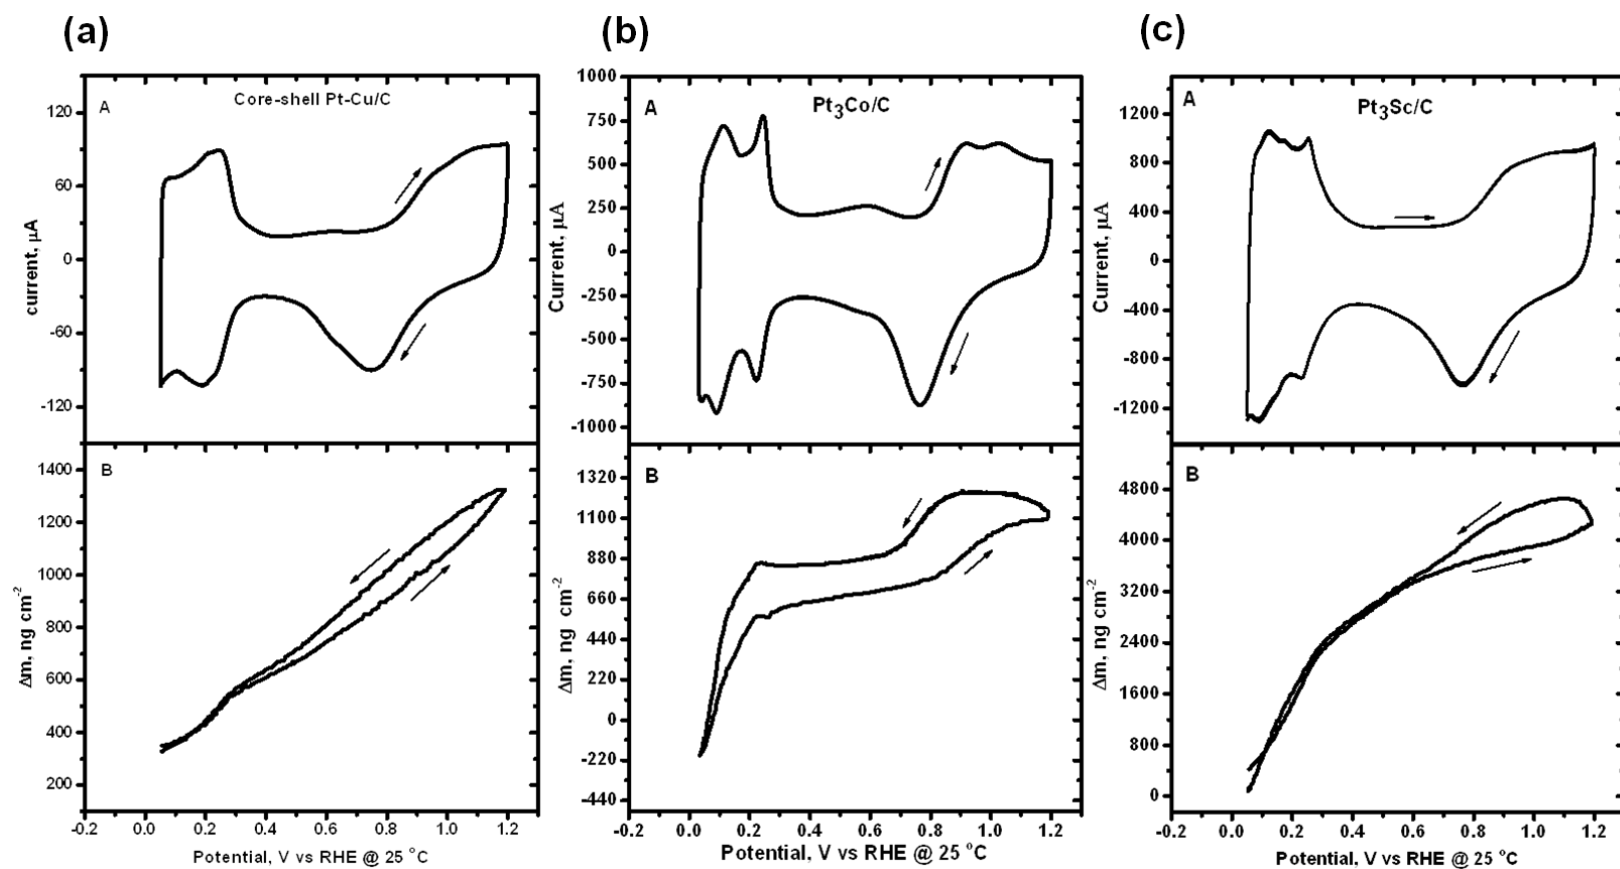 (a)
(b)
(c)
A
Core-shell Pt-Cu/C
current, µA
120
60
0
-60
-120
B
Δm, ng cm-2
1400
1200
1000
800
600
400
200
-0.2 0.0 0.2 0.4 0.6 0.8 1.0 1.2
Potential, V vs RHE @ 25 °C
A
Pt3Co/C
Current, µA
1000
750
500
250
0
-250
-500
-750
-1000
B
Δm, ng cm-2
1320
1100
880
660
440
220
0
-220
-440
-0.2 0.0 0.2 0.4 0.6 0.8 1.0 1.2
Potential, V vs RHE @ 25 °C
A
Pt3Sc/C
Current, µA
1200
800
400
0
-400
-800
-1200
B
Δm, ng cm-2
4800
4000
3200
2400
1600
800
0
-0.2 0.0 0.2 0.4 0.6 0.8 1.0 1.2
Potential, V vs RHE @ 25 °C